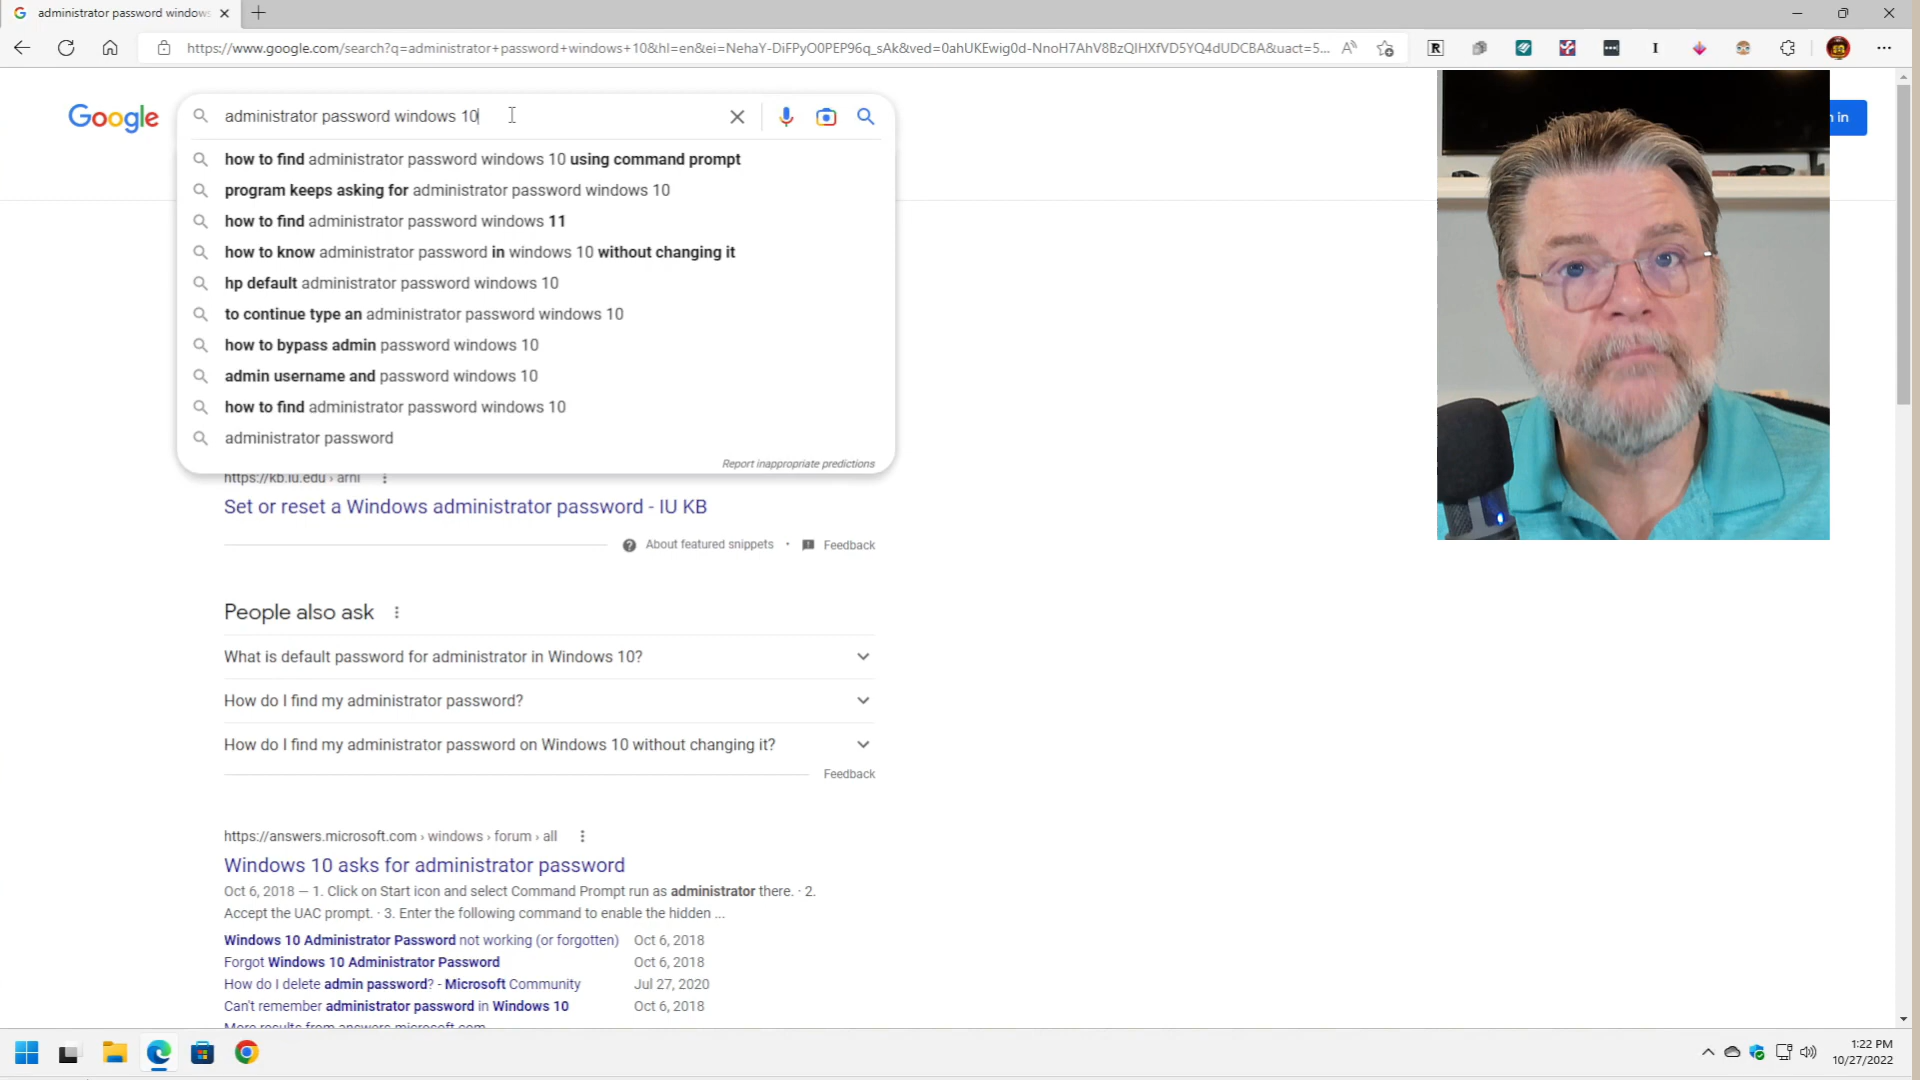 administrator password windows
https://www.google.com/search?q=administrator+password+windows+10&hl=en&ei=NehaY-DiFPyO0PEP96q_sAk&ved=0ahUKEwig0d-NnoH7AhV8BzQIHXfVD5YQ4dUDCBA&uact=5...
Google
administrator password windows 10
n in
how to find administrator password windows 10 using command prompt
program keeps asking for administrator password windows 10
how to find administrator password windows 11
how to know administrator password in windows 10 without changing it
hp default administrator password windows 10
to continue type an administrator password windows 10
how to bypass admin password windows 10
admin username and password windows 10
how to find administrator password windows 10
administrator password
Report inappropriate predictions
https://kb.iu.edu › arhi
Set or reset a Windows administrator password - IU KB
About featured snippets • Feedback
People also ask
What is default password for administrator in Windows 10?
How do I find my administrator password?
How do I find my administrator password on Windows 10 without changing it?
Feedback
https://answers.microsoft.com › windows › forum › all
Windows 10 asks for administrator password
Oct 6, 2018 — 1. Click on Start icon and select Command Prompt run as administrator there. · 2.
Accept the UAC prompt. · 3. Enter the following command to enable the hidden ...
Windows 10 Administrator Password not working (or forgotten) Oct 6, 2018
Forgot Windows 10 Administrator Password Oct 6, 2018
How do I delete admin password? - Microsoft Community Jul 27, 2020
Can't remember administrator password in Windows 10 Oct 6, 2018
More results from answers.microsoft.com
1:22 PM
10/27/2022